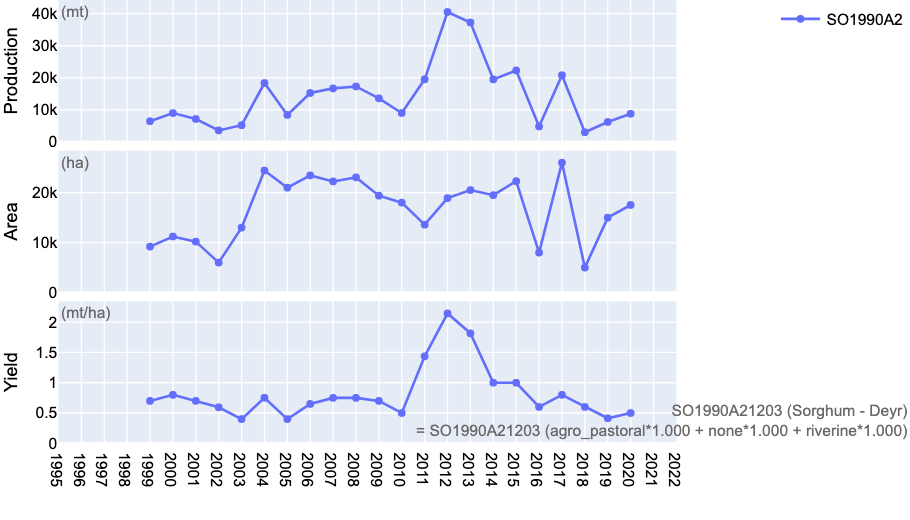 (mt)
SO1990A2
Production
40k
30k
20k
10k
0
(ha)
Area
20k
10k
0
(mt/ha)
Yield
2
1.5
1
0.5
0
SO1990A21203 (Sorghum - Deyr)
= SO1990A21203 (agro_pastoral*1.000 + none*1.000 + riverine*1.000)
1995 1996 1997 1998 1999 2000 2001 2002 2003 2004 2005 2006 2007 2008 2009 2010 2011 2012 2013 2014 2015 2016 2017 2018 2019 2020 2021 2022